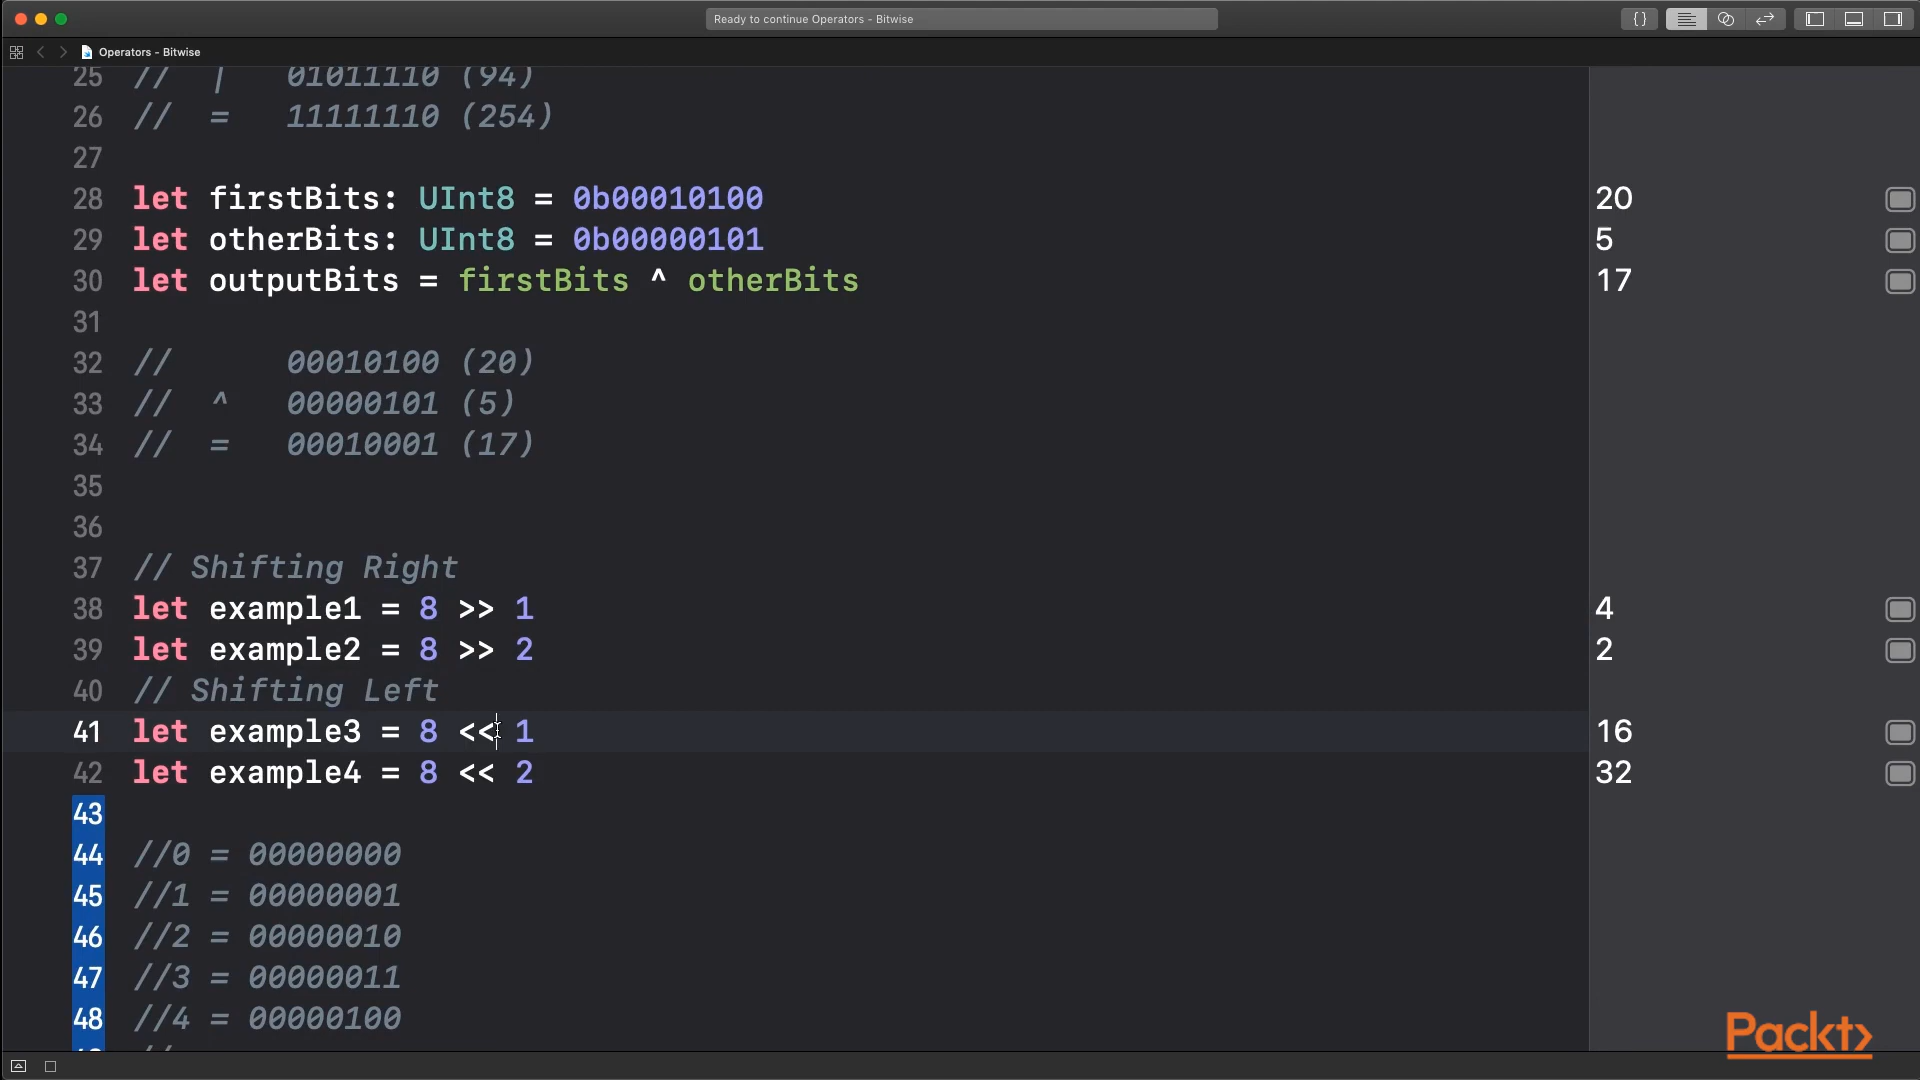 Ready to continue Operators - Bitwise
{ }
Operators - Bitwise
25 // | 01011110 (94)
26 // = 11111110 (254)
27
28 let firstBits: UInt8 = 0b00010100 20
29 let otherBits: UInt8 = 0b00000101 5
30 let outputBits = firstBits ^ otherBits 17
31
32 // 00010100 (20)
33 // ^ 00000101 (5)
34 // = 00010001 (17)
35
36
37 // Shifting Right
38 let example1 = 8 >> 1 4
39 let example2 = 8 >> 2 2
40 // Shifting Left
41 let example3 = 8 << 1 16
42 let example4 = 8 << 2 32
43
44 //0 = 00000000
45 //1 = 00000001
46 //2 = 00000010
47 //3 = 00000011
48 //4 = 00000100
Packt>